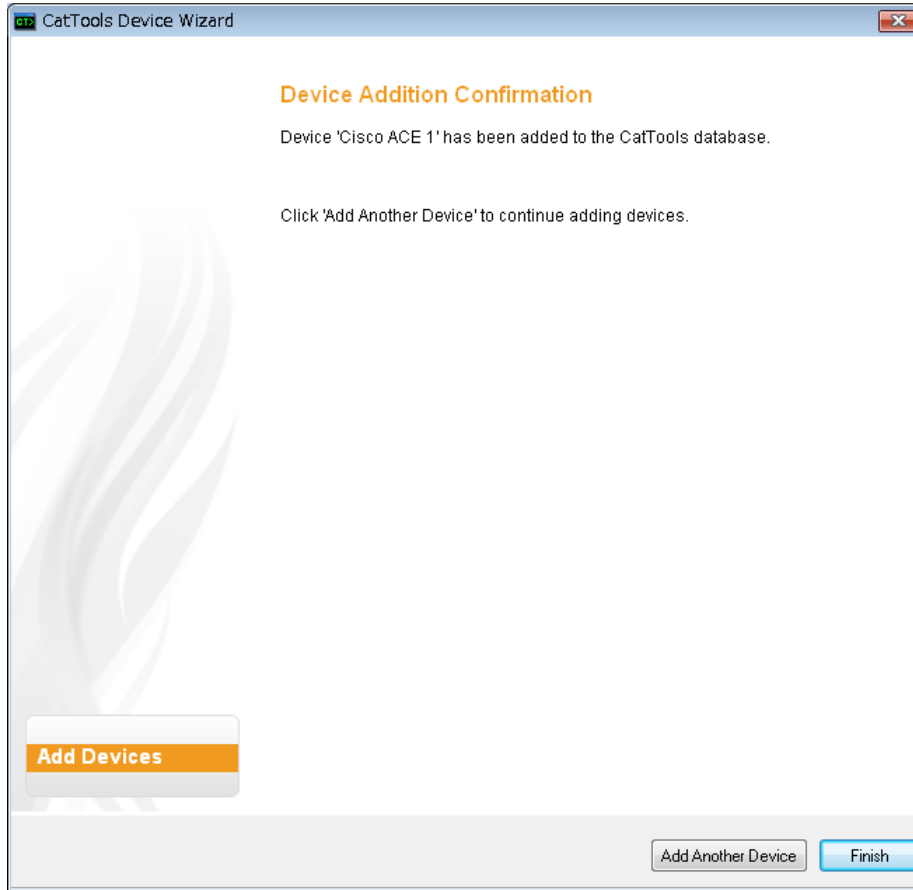 CatTools Device Wizard
Device Addition Confirmation
Device 'Cisco ACE 1' has been added to the CatTools database.
Click 'Add Another Device' to continue adding devices.
Add Devices
Add Another Device
Finish